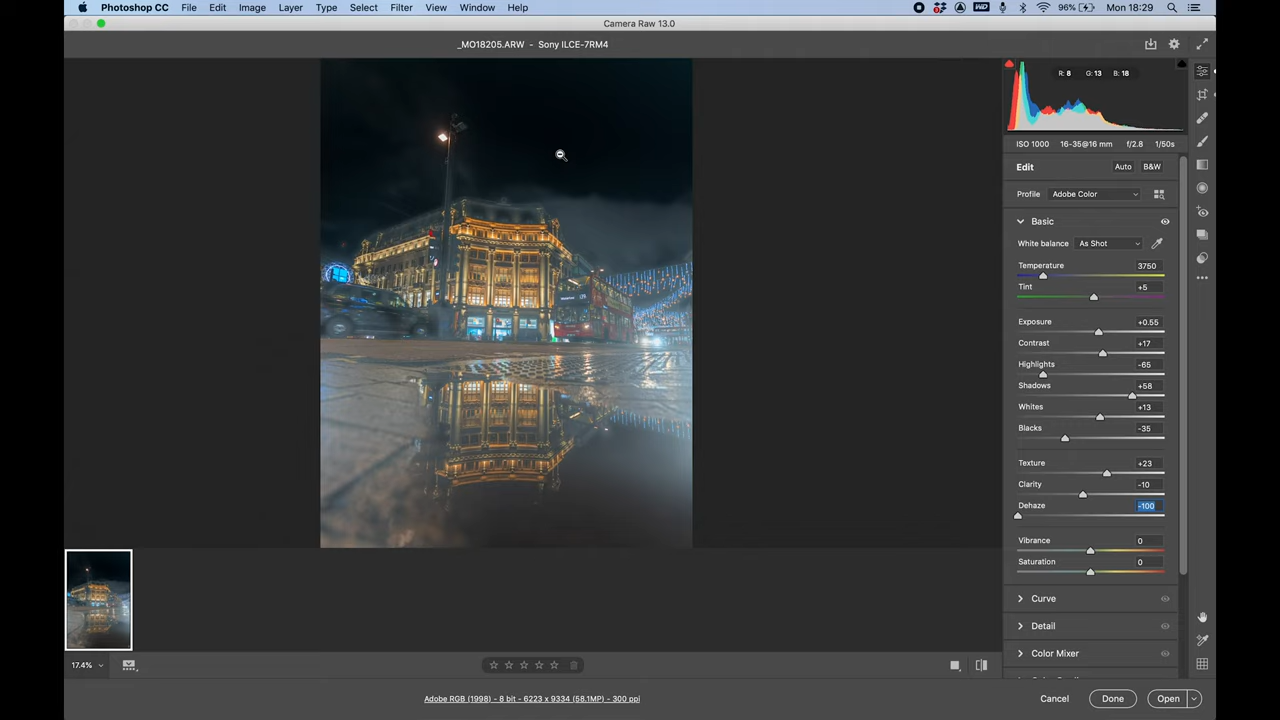 Photoshop CC File Edit Image Layer Type Select Filter View Window Help 96% Mon 18:29
Camera Raw 13.0
_MO18205.ARW - Sony ILCE-7RM4
R: 8 G: 13 B: 18
ISO 1000 16-35@16 mm f/2.8 1/50s
Edit Auto B&W
Profile Adobe Color
Basic
White balance As Shot
Temperature 3750
Tint +5
Exposure +0.55
Contrast +17
Highlights -65
Shadows +58
Whites +13
Blacks -35
Texture +23
Clarity -10
Dehaze -100
Vibrance 0
Saturation 0
Curve
Detail
Color Mixer
17.4%
Adobe RGB (1998) - 8 bit - 6223 x 9334 (58.1MP) - 300 ppi
Cancel Done Open